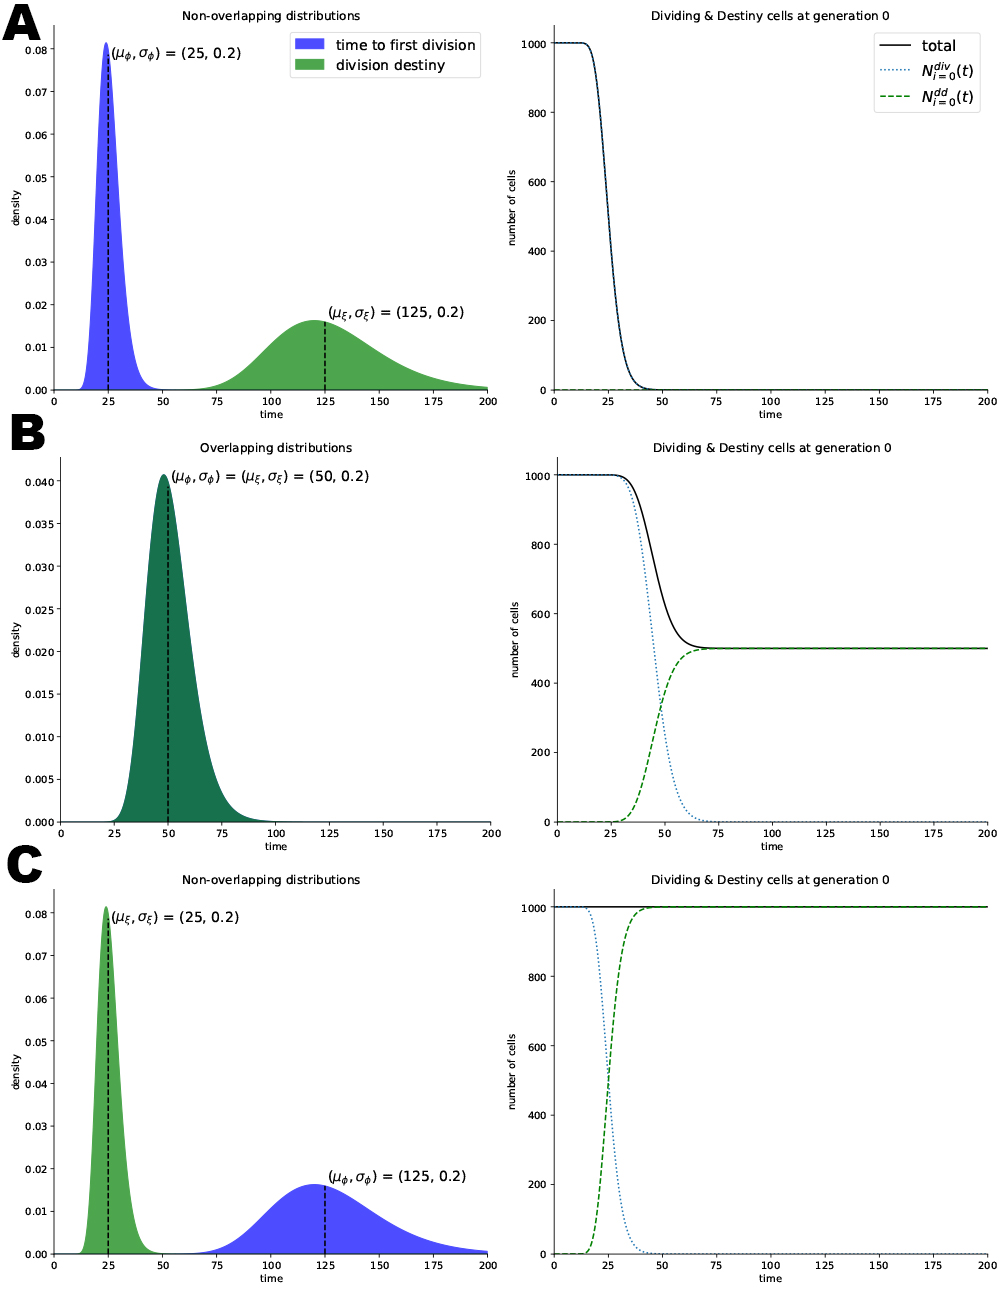 A
Non-overlapping distributions
(μϕ, σϕ) = (25, 0.2)
time to first division
division destiny
(μξ, σξ) = (125, 0.2)
density
0.08
0.07
0.06
0.05
0.04
0.03
0.02
0.01
0.00
0 25 50 75 100 125 150 175 200
time
Dividing & Destiny cells at generation 0
total
N^{div}_{i=0}(t)
N^{dd}_{i=0}(t)
number of cells
1000
800
600
400
200
0
0 25 50 75 100 125 150 175 200
time
B
Overlapping distributions
(μϕ, σϕ) = (μξ, σξ) = (50, 0.2)
density
0.040
0.035
0.030
0.025
0.020
0.015
0.010
0.005
0.000
0 25 50 75 100 125 150 175 200
time
Dividing & Destiny cells at generation 0
number of cells
1000
800
600
400
200
0
0 25 50 75 100 125 150 175 200
time
C
Non-overlapping distributions
(μξ, σξ) = (25, 0.2)
(μϕ, σϕ) = (125, 0.2)
density
0.08
0.07
0.06
0.05
0.04
0.03
0.02
0.01
0.00
0 25 50 75 100 125 150 175 200
time
Dividing & Destiny cells at generation 0
number of cells
1000
800
600
400
200
0
0 25 50 75 100 125 150 175 200
time